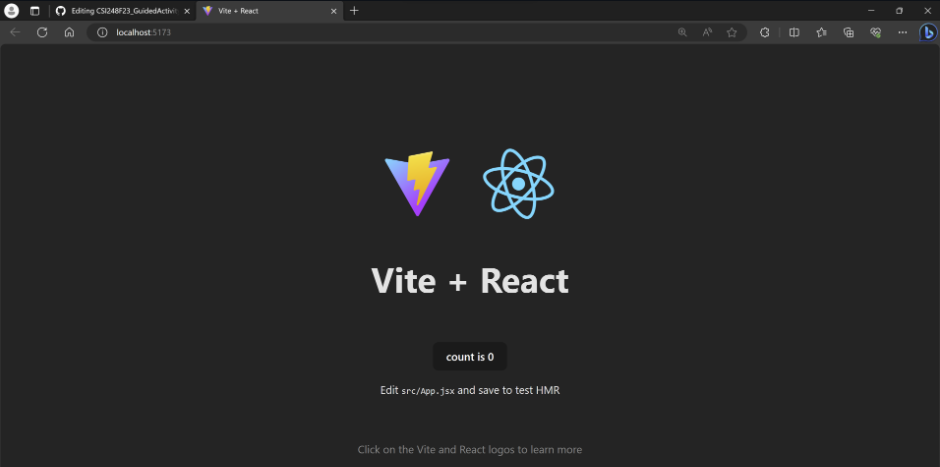 Editing CSI248F23_GuidedActivit
Vite + React
localhost:5173
Vite + React
count is 0
Edit src/App.jsx and save to test HMR
Click on the Vite and React logos to learn more